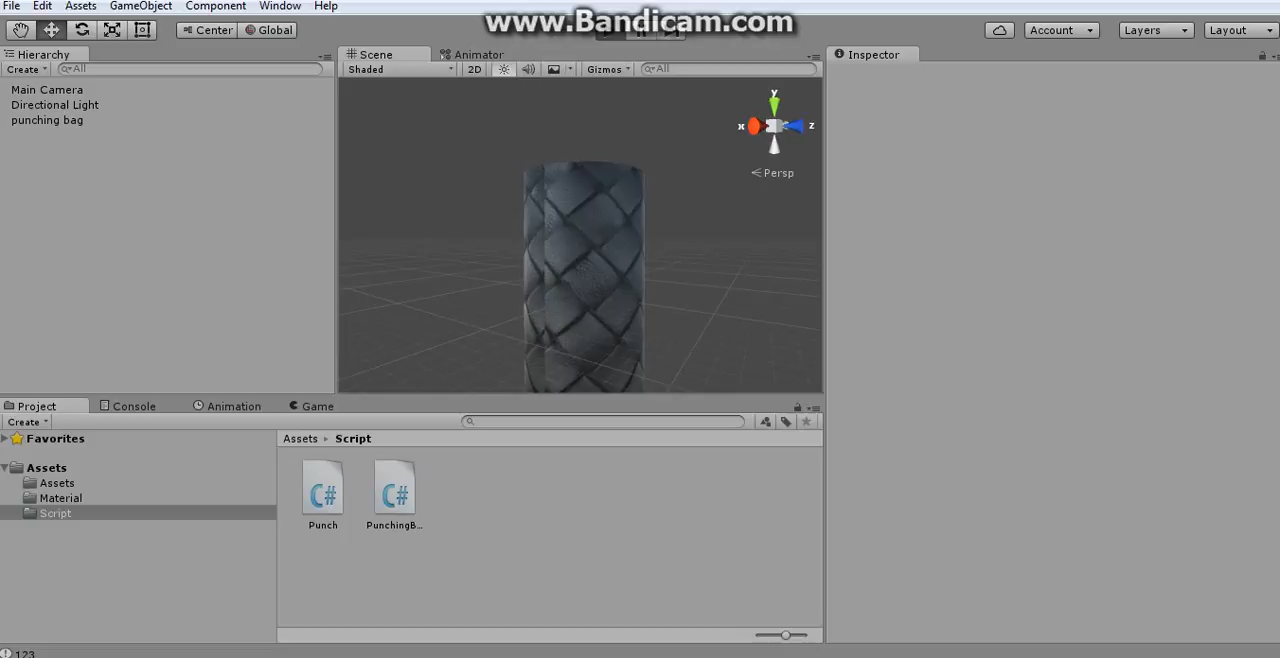 File Edit Assets GameObject Component Window Help
www.Bandicam.com
Center Global Account Layers Layout
Hierarchy
Create All
Main Camera
Directional Light
punching bag
Scene Animator
Shaded 2D Gizmos All
y
x z
Persp
Inspector
Project Console Animation Game
Create
Favorites
Assets
Assets
Material
Script
Assets Script
C# C#
Punch PunchingB...
123